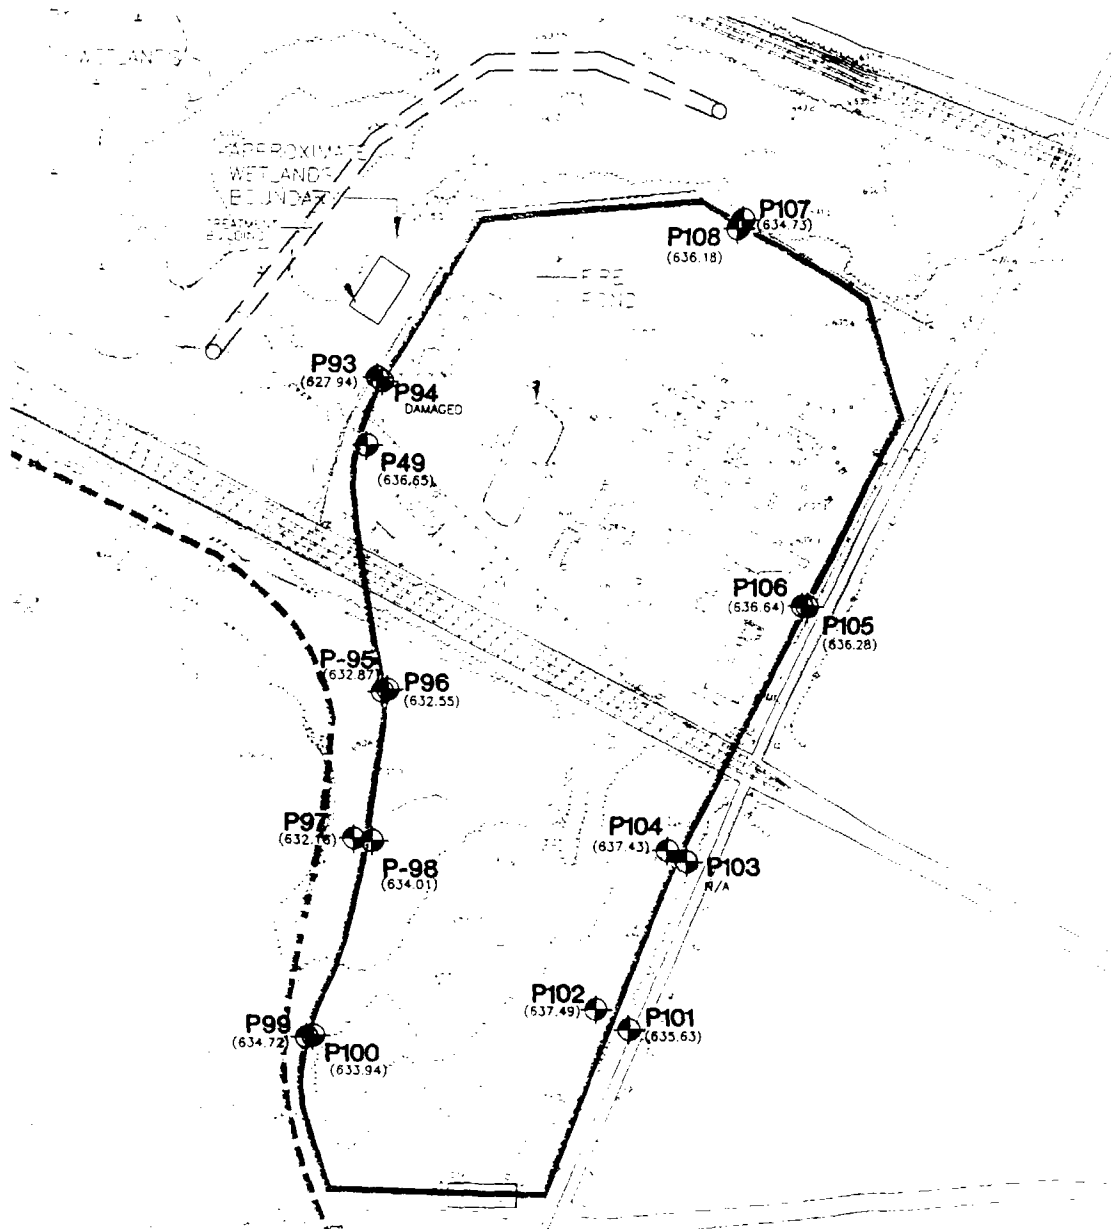 WETLANDS
APPROXIMATE
WETLANDS
BOUNDARY
TREATMENT
BUILDING
P107
(634.73)
P108
(636.18)
FIRE
POND
P93
(627.94)
P94
DAMAGED
P49
(636.65)
P106
(636.64)
P105
(636.28)
P-95
(632.87)
P96
(632.55)
P97
(632.16)
P-98
(634.01)
P104
(637.43)
P103
N/A
P102
(637.49)
P101
(635.63)
P99
(634.72)
P100
(633.94)